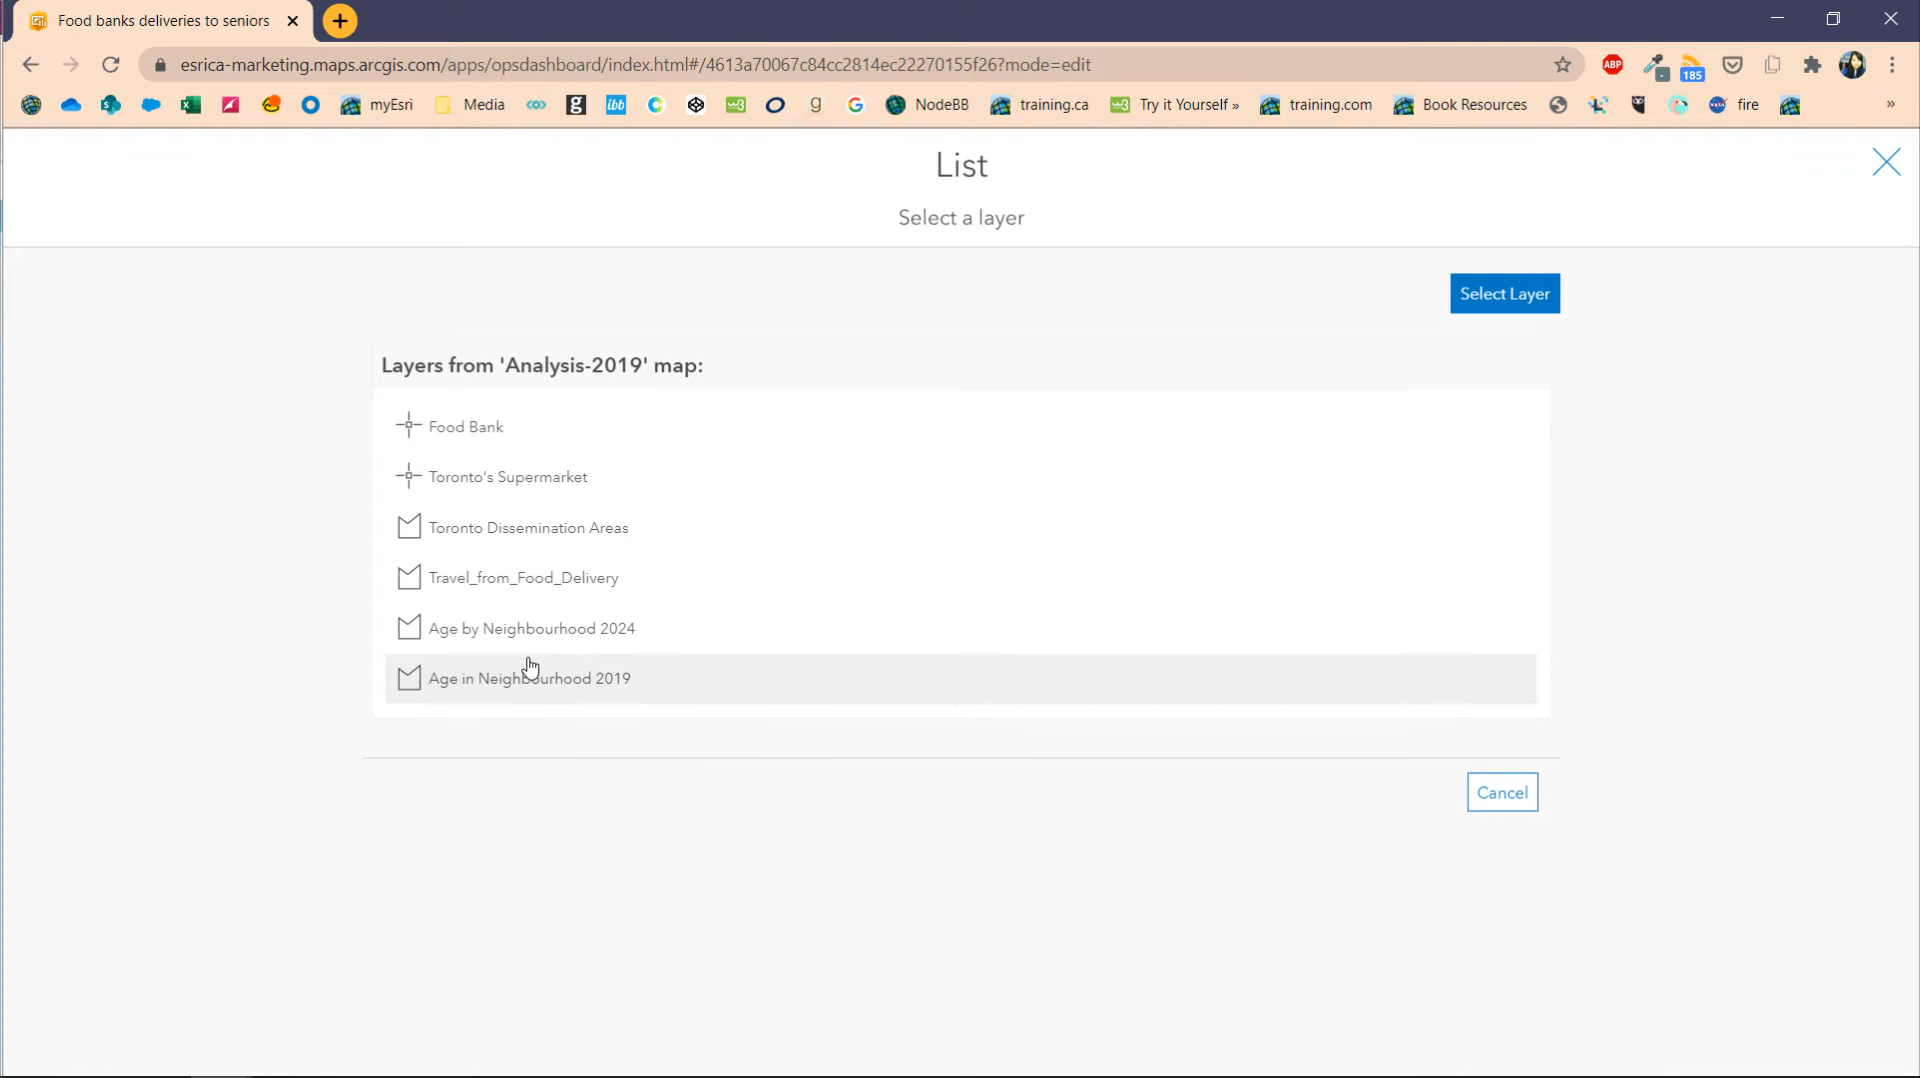 Food banks deliveries to seniors
esrica-marketing.maps.arcgis.com/apps/opsdashboard/index.html#/4613a70067c84cc2814ec22270155f26?mode=edit
ABP
185
myEsri
Media
g
ibb
C
w3
NodeBB
training.ca
w3
Try it Yourself »
training.com
Book Resources
fire
»
List
Select a layer
Select Layer
Layers from 'Analysis-2019' map:
Food Bank
Toronto's Supermarket
Toronto Dissemination Areas
Travel_from_Food_Delivery
Age by Neighbourhood 2024
Age in Neighbourhood 2019
Cancel